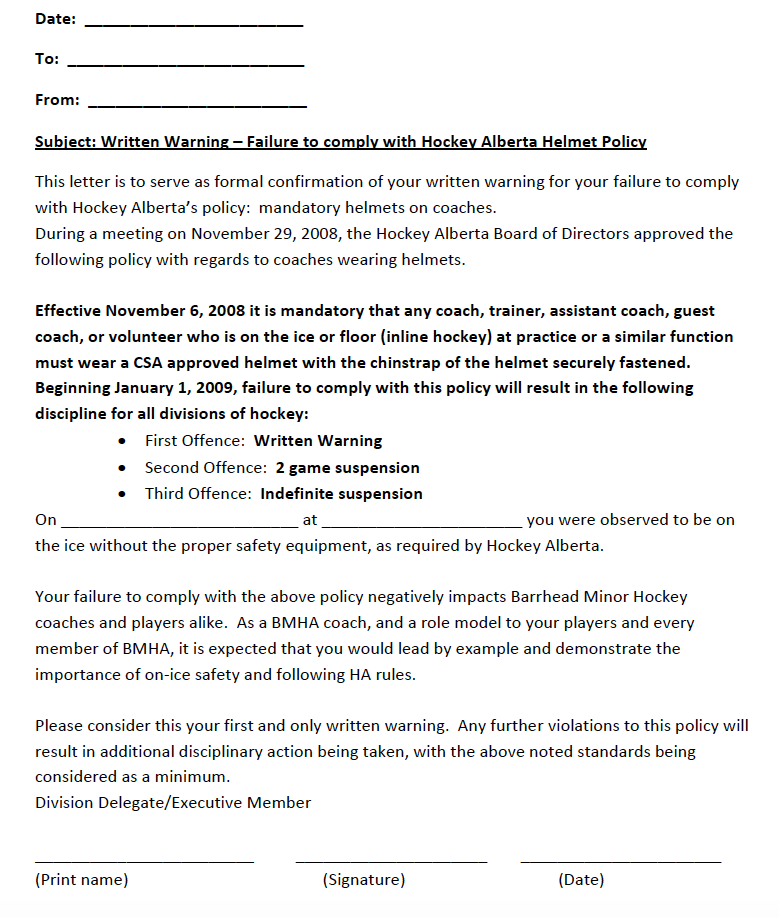 Date: ________________________
To: __________________________
From: ________________________
Subject: Written Warning – Failure to comply with Hockey Alberta Helmet Policy
This letter is to serve as formal confirmation of your written warning for your failure to comply
with Hockey Alberta's policy:  mandatory helmets on coaches.
During a meeting on November 29, 2008, the Hockey Alberta Board of Directors approved the
following policy with regards to coaches wearing helmets.
Effective November 6, 2008 it is mandatory that any coach, trainer, assistant coach, guest
coach, or volunteer who is on the ice or floor (inline hockey) at practice or a similar function
must wear a CSA approved helmet with the chinstrap of the helmet securely fastened.
Beginning January 1, 2009, failure to comply with this policy will result in the following
discipline for all divisions of hockey:
• First Offence:  Written Warning
• Second Offence:  2 game suspension
• Third Offence:  Indefinite suspension
On __________________________ at ______________________ you were observed to be on
the ice without the proper safety equipment, as required by Hockey Alberta.
Your failure to comply with the above policy negatively impacts Barrhead Minor Hockey
coaches and players alike.  As a BMHA coach, and a role model to your players and every
member of BMHA, it is expected that you would lead by example and demonstrate the
importance of on-ice safety and following HA rules.
Please consider this your first and only written warning.  Any further violations to this policy will
result in additional disciplinary action being taken, with the above noted standards being
considered as a minimum.
Division Delegate/Executive Member
________________________ _____________________ ______________________
(Print name) (Signature) (Date)